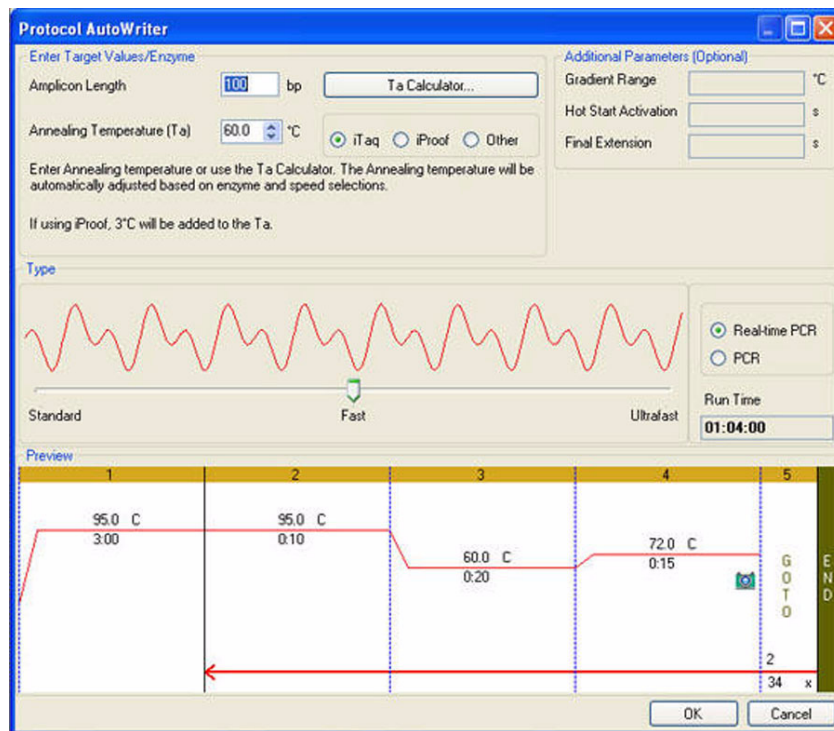 Protocol AutoWriter
Enter Target Values/Enzyme
Amplicon Length 100 bp Ta Calculator...
Annealing Temperature (Ta) 60.0 °C iTaq iProof Other
Enter Annealing temperature or use the Ta Calculator. The Annealing temperature will be
automatically adjusted based on enzyme and speed selections.
If using iProof, 3°C will be added to the Ta.
Additional Parameters (Optional)
Gradient Range °C
Hot Start Activation s
Final Extension s
Type
Standard Fast Ultrafast
Real-time PCR
PCR
Run Time
01:04:00
Preview
1 2 3 4 5
95.0 C
3:00
95.0 C
0:10
60.0 C
0:20
72.0 C
0:15
GOTO
2
34 x
END
OK Cancel